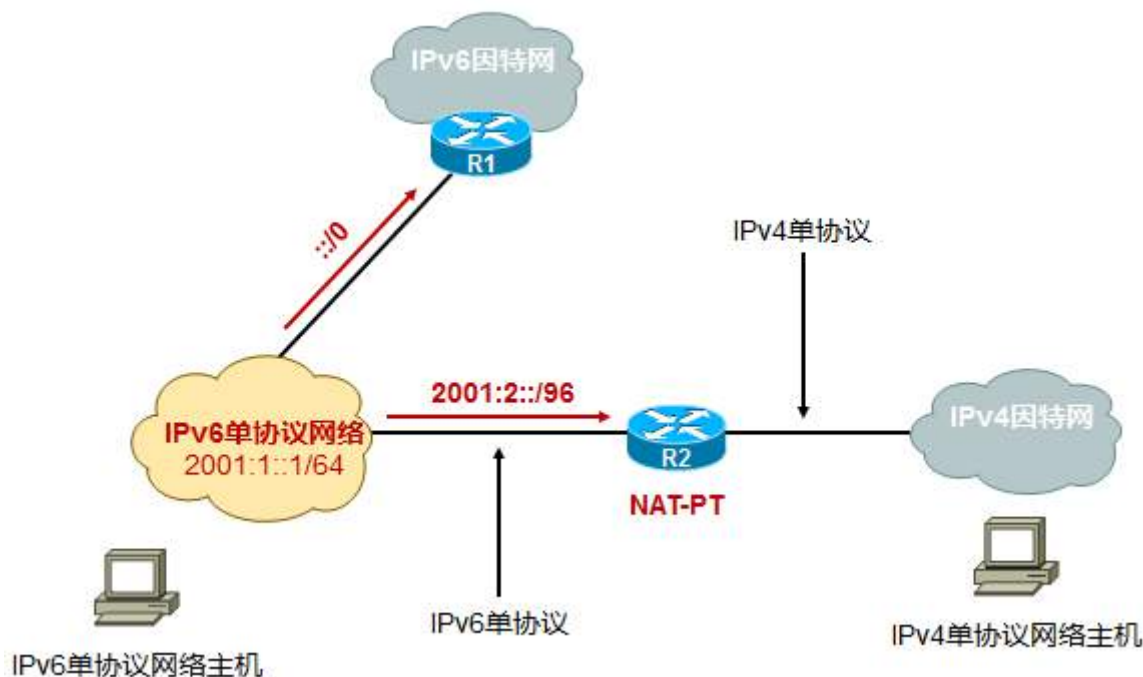 IPv6因特网
R1
::/0
IPv4单协议
2001:2::/96
IPv6单协议网络
2001:1::1/64
R2
IPv4因特网
NAT-PT
IPv6单协议
IPv4单协议网络主机
IPv6单协议网络主机